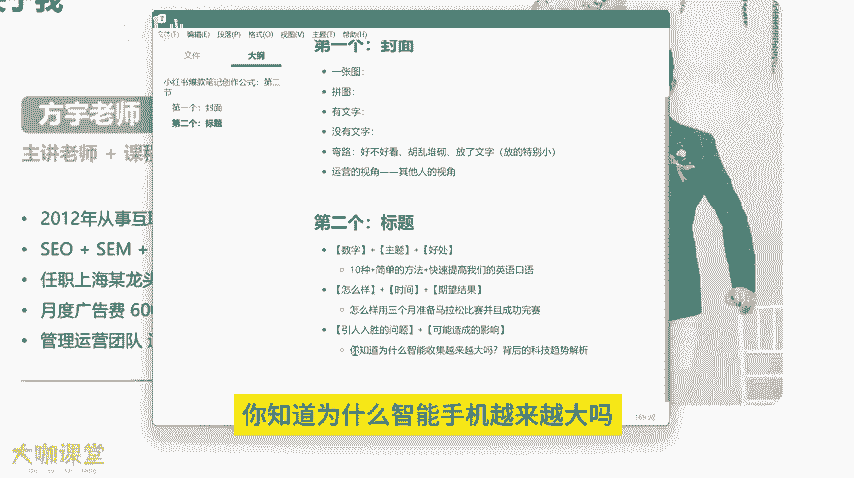 关于我
文件(F) 编辑(E) 段落(P) 格式(O) 视图(V) 主题(T) 帮助(H)
文件
大纲
小红书爆款笔记创作公式：第二
节
第一个：封面
第二个：标题
第一个：封面
一张图：
拼图：
有文字：
没有文字：
弯路：好不好看、胡乱堆砌、放了文字（放的特别小）
运营的视角——其他人的视角
第二个：标题
【数字】+【主题】+【好处】
10种+简单的方法+快速提高我们的英语口语
【怎么样】+【时间】+【期望结果】
怎么样用三个月准备马拉松比赛并且成功完赛
【引人入胜的问题】+【可能造成的影响】
你知道为什么智能收集越来越大吗？背后的科技趋势解析
方字老师
主讲老师 + 课程
2012年从事互联
SEO + SEM +
任职上海某龙头
月度广告费 600
管理运营团队
你知道为什么智能手机越来越大吗
大咖课堂